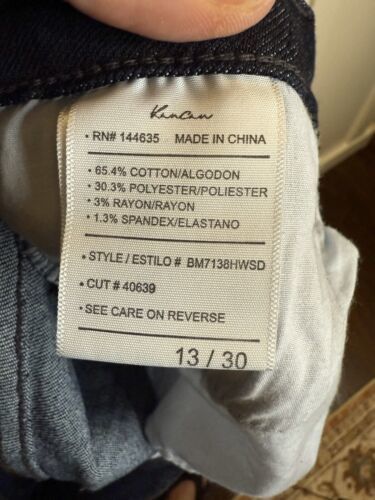 KanCan
• RN# 144635 MADE IN CHINA
• 65.4% COTTON/ALGODON
• 30.3% POLYESTER/POLIESTER
• 3% RAYON/RAYON
• 1.3% SPANDEX/ELASTANO
• STYLE / ESTILO # BM7138HWSD
• CUT # 40639
• SEE CARE ON REVERSE
13 / 30